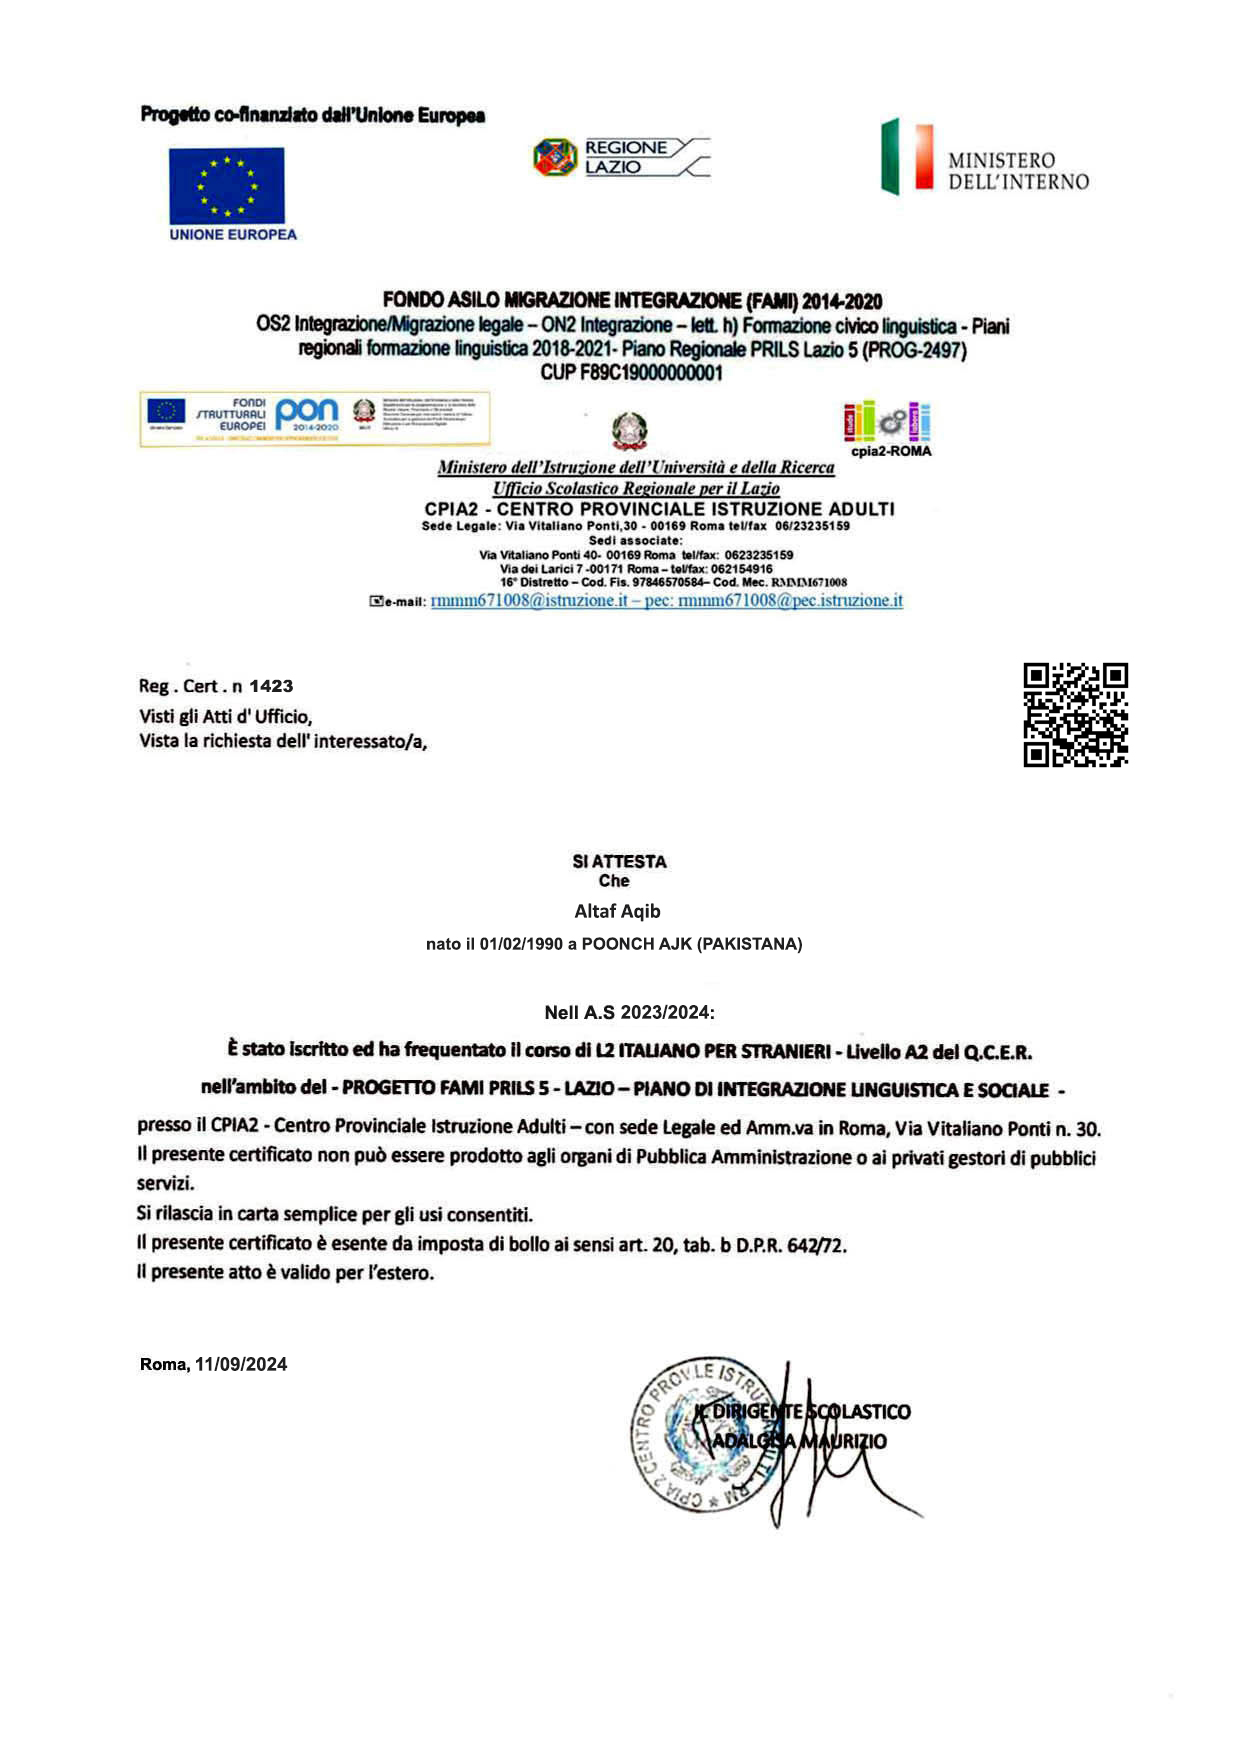 Progetto co-finanziato dall'Unione Europea
REGIONE
LAZIO
MINISTERO
DELL'INTERNO
UNIONE EUROPEA
FONDO ASILO MIGRAZIONE INTEGRAZIONE (FAMI) 2014-2020
OS2 Integrazione/Migrazione legale – ON2 Integrazione – lett. h) Formazione civico linguistica - Piani
regionali formazione linguistica 2018-2021- Piano Regionale PRILS Lazio 5 (PROG-2497)
CUP F89C19000000001
FONDI
STRUTTURALI
EUROPEI
pon
2014-2020
cpia2-ROMA
Ministero dell'Istruzione dell'Università e della Ricerca
Ufficio Scolastico Regionale per il Lazio
CPIA2 - CENTRO PROVINCIALE ISTRUZIONE ADULTI
Sede Legale: Via Vitaliano Ponti,30 - 00169 Roma tel/fax 06/23235159
Sedi associate:
Via Vitaliano Ponti 40- 00169 Roma tel/fax: 0623235159
Via dei Larici 7 -00171 Roma – tel/fax: 062154916
16° Distretto – Cod. Fis. 97846570584– Cod. Mec. RMMM671008
e-mail: rmmm671008@istruzione.it – pec: rmmm671008@pec.istruzione.it
Reg . Cert . n 1423
Visti gli Atti d' Ufficio,
Vista la richiesta dell' interessato/a,
SI ATTESTA
Che
Altaf Aqib
nato il 01/02/1990 a POONCH AJK (PAKISTANA)
Nell A.S 2023/2024:
È stato iscritto ed ha frequentato il corso di L2 ITALIANO PER STRANIERI - Livello A2 del Q.C.E.R.
nell'ambito del - PROGETTO FAMI PRILS 5 - LAZIO – PIANO DI INTEGRAZIONE LINGUISTICA E SOCIALE -
presso il CPIA2 - Centro Provinciale Istruzione Adulti – con sede Legale ed Amm.va in Roma, Via Vitaliano Ponti n. 30.
Il presente certificato non può essere prodotto agli organi di Pubblica Amministrazione o ai privati gestori di pubblici
servizi.
Si rilascia in carta semplice per gli usi consentiti.
Il presente certificato è esente da imposta di bollo ai sensi art. 20, tab. b D.P.R. 642/72.
Il presente atto è valido per l'estero.
Roma, 11/09/2024
IL DIRIGENTE SCOLASTICO
ADALGISA MAURIZIO
CPIA 2 CENTRO PROV.LE ISTRUZ ADULTI - RM *